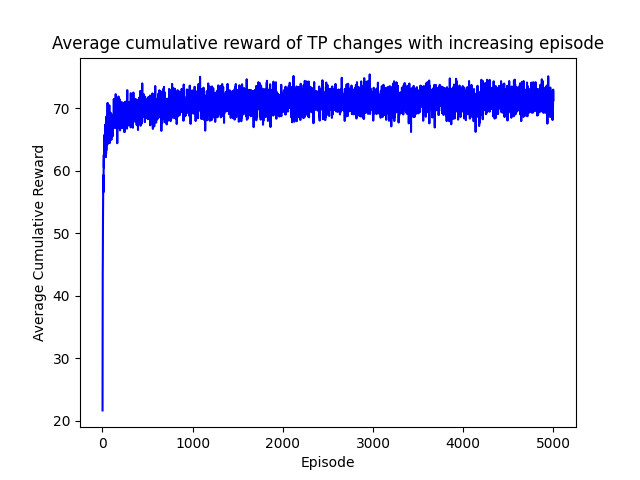 Average cumulative reward of TP changes with increasing episode
Average Cumulative Reward
70
60
50
40
30
20
0 1000 2000 3000 4000 5000
Episode